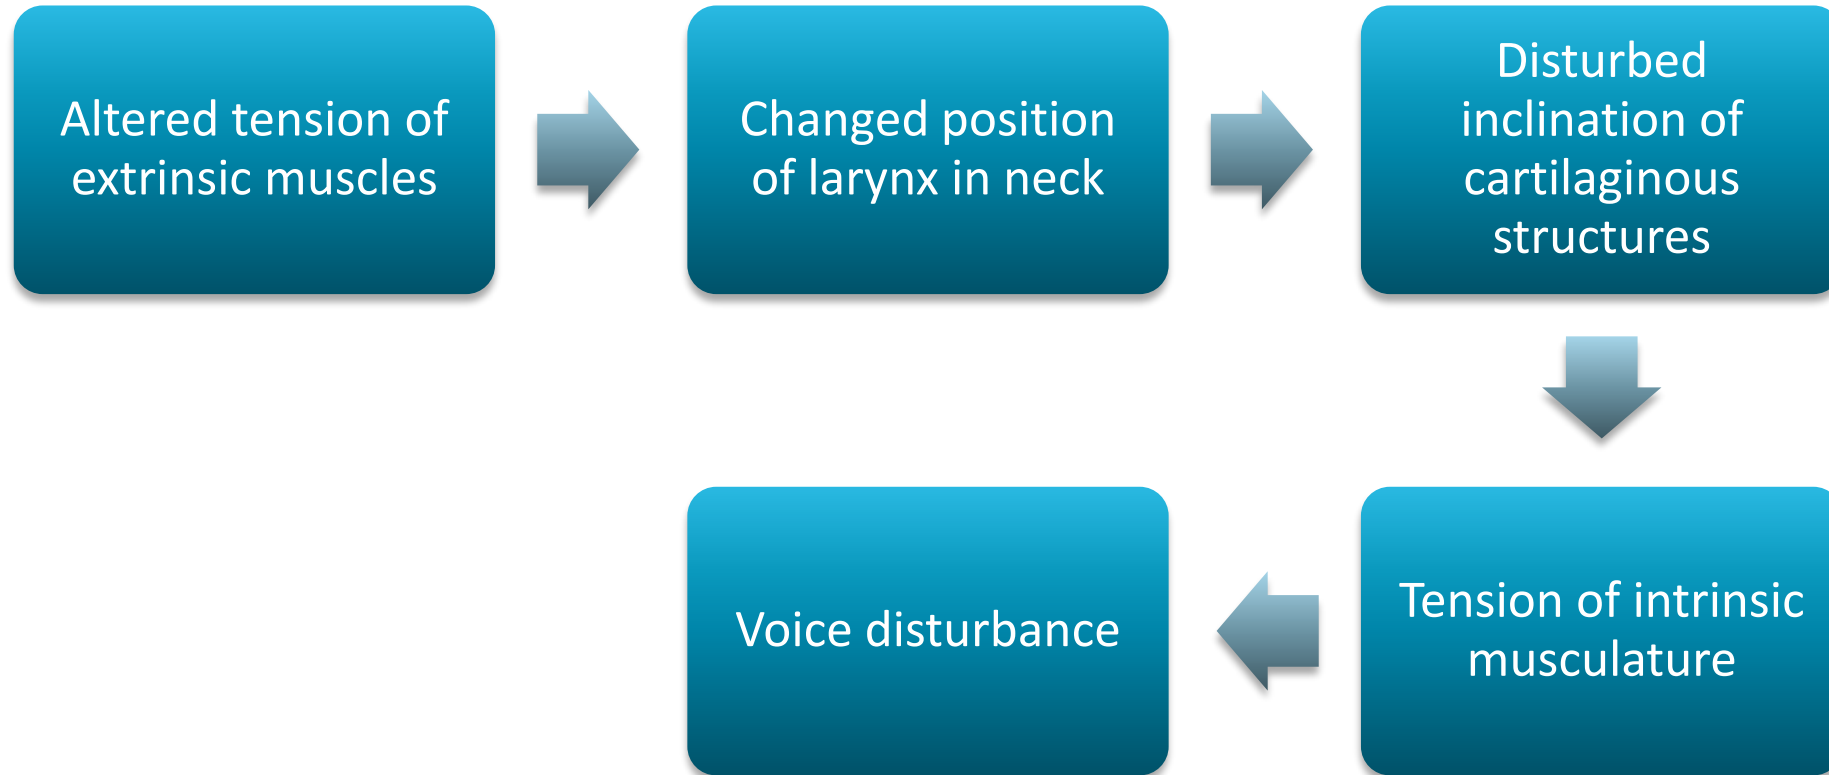 Altered tension of
extrinsic muscles
Changed position
of larynx in neck
Disturbed
inclination of
cartilaginous
structures
Tension of intrinsic
musculature
Voice disturbance